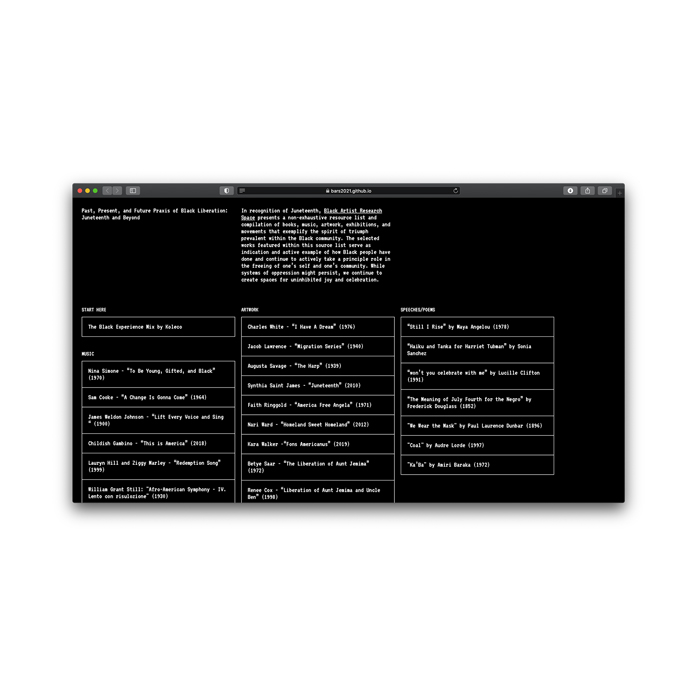 bars2021.github.io
Past, Present, and Future Praxis of Black Liberation:
Juneteenth and Beyond
In recognition of Juneteenth, Black Artist Research
Space presents a non-exhaustive resource list and
compilation of books, music, artwork, exhibitions, and
movements that exemplify the spirit of triumph
prevalent within the Black community. The selected
works featured within this source list serve as
indication and active example of how Black people have
done and continue to actively take a principle role in
the freeing of one's self and one's community. While
systems of oppression might persist, we continue to
create spaces for uninhibited joy and celebration.
START HERE
The Black Experience Mix by Koleco
MUSIC
Nina Simone - "To Be Young, Gifted, and Black"
(1970)
Sam Cooke - "A Change Is Gonna Come" (1964)
James Weldon Johnson - "Lift Every Voice and Sing
" (1900)
Childish Gambino - "This is America" (2018)
Lauryn Hill and Ziggy Marley - "Redemption Song"
(1999)
William Grant Still: "Afro-American Symphony - IV.
Lento con risoluzione" (1930)
ARTWORK
Charles White - "I Have A Dream" (1976)
Jacob Lawrence - "Migration Series" (1940)
Augusta Savage - "The Harp" (1939)
Synthia Saint James - "Juneteenth" (2010)
Faith Ringgold - "America Free Angela" (1971)
Nari Ward - "Homeland Sweet Homeland" (2012)
Kara Walker -"Fons Americanus" (2019)
Betye Saar - "The Liberation of Aunt Jemima"
(1972)
Renee Cox - "Liberation of Aunt Jemima and Uncle
Ben" (1998)
SPEECHES/POEMS
"Still I Rise" by Maya Angelou (1978)
"Haiku and Tanka for Harriet Tubman" by Sonia
Sanchez
"won't you celebrate with me" by Lucille Clifton
(1991)
"The Meaning of July Fourth for the Negro" by
Frederick Douglass (1852)
"We Wear the Mask" by Paul Laurence Dunbar (1896)
"Coal" by Audre Lorde (1997)
"Ka'Ba" by Amiri Baraka (1972)